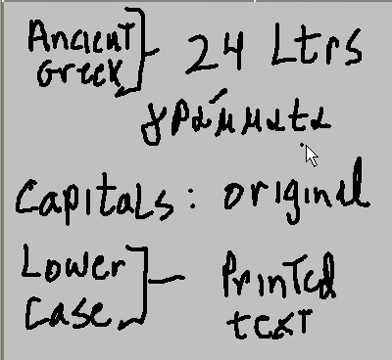 Ancient Greek] - 24 Ltrs
γράμματα
Capitals: original
Lower Case] - Printed text